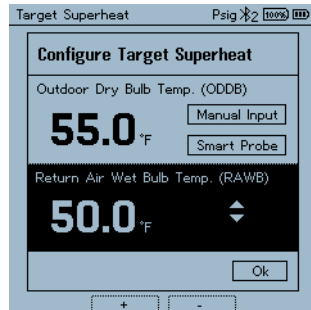 Target Superheat Psig 2 100%
Configure Target Superheat
Outdoor Dry Bulb Temp. (ODDB)
55.0 °F
Manual Input
Smart Probe
Return Air Wet Bulb Temp. (RAWB)
50.0 °F
Ok
+ -